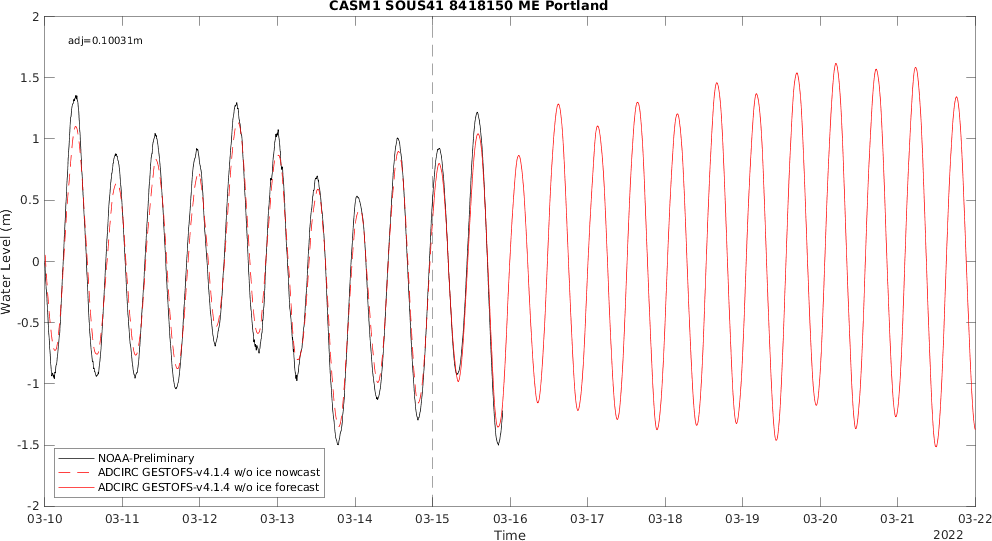 CASM1 SOUS41 8418150 ME Portland
2
adj=0.10031m
1.5
1
0.5
0
-0.5
-1
-1.5
-2
Water Level (m)
NOAA-Preliminary
ADCIRC GESTOFS-v4.1.4 w/o ice nowcast
ADCIRC GESTOFS-v4.1.4 w/o ice forecast
03-10 03-11 03-12 03-13 03-14 03-15 03-16 03-17 03-18 03-19 03-20 03-21 03-22
Time
2022